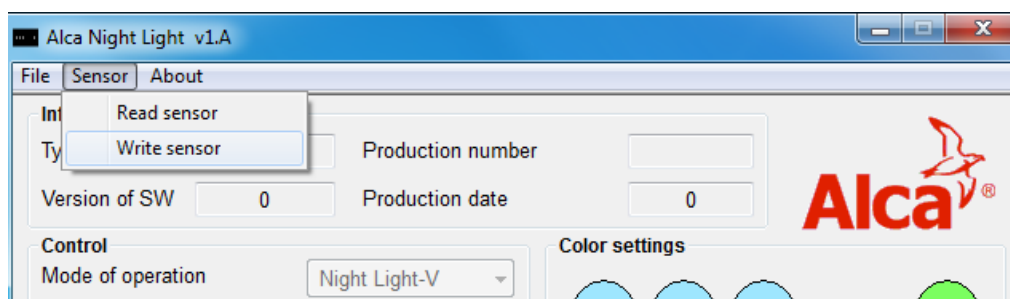 Alca Night Light v1.A
File Sensor About
Read sensor
Write sensor
Production number
Version of SW 0 Production date 0
Alca®
Control
Mode of operation Night Light-V
Color settings